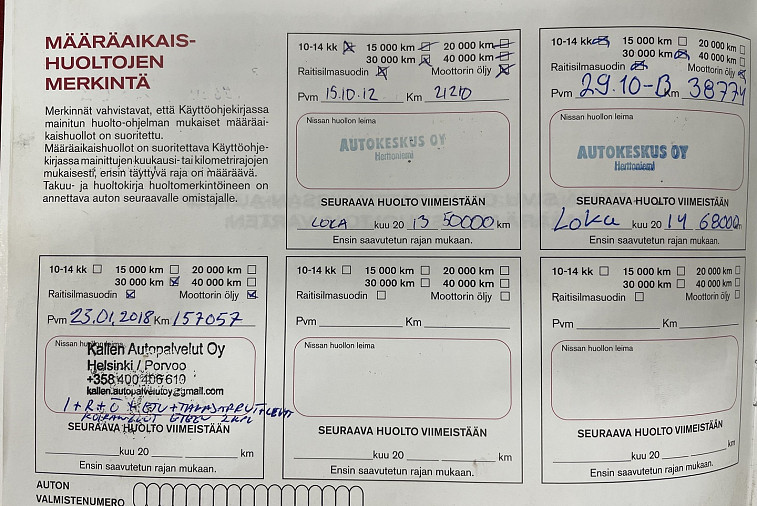 MÄÄRÄAIKAIS-
HUOLTOJEN
MERKINTÄ
Merkinnät vahvistavat, että Käyttöohjekirjassa
mainitun huolto-ohjelman mukaiset määräai-
kaishuollot on suoritettu.
Määräaikaishuollot on suoritettava Käyttöohje-
kirjassa mainittujen kuukausi- tai kilometrirajojen
mukaisesti, ensin täyttyvä raja on määräävä.
Takuu- ja huoltokirja huoltomerkintöineen on
annettava auton seuraavalle omistajalle.
10-14 kk 15 000 km 20 000 km
30 000 km 40 000 km
Raitisilmasuodin Moottorin öljy
Pvm 15.10.12 Km 21210
Nissan huollon leima
AUTOKESKUS OY
Herttoniemi
SEURAAVA HUOLTO VIIMEISTÄÄN
LOKA kuu 20 13 50000 km
Ensin saavutetun rajan mukaan.
10-14 kk 15 000 km 20 000 km
30 000 km 40 000 km
Raitisilmasuodin Moottorin öljy
Pvm 29.10-13 Km 38774
Nissan huollon leima
AUTOKESKUS OY
Herttoniemi
SEURAAVA HUOLTO VIIMEISTÄÄN
Loka kuu 20 14 68000 km
Ensin saavutetun rajan mukaan.
10-14 kk 15 000 km 20 000 km
30 000 km 40 000 km
Raitisilmasuodin Moottorin öljy
Pvm 23.01.2018 Km 157057
Nissan huollon leima
Kallen Autopalvelut Oy
Helsinki / Porvoo
+358 400 406 610
kallen.autopalvelutoy@gmail.com
1+R+Ö+ETU+TAKAJARRUT+LEVYT
SEURAAVA HUOLTO VIIMEISTÄÄN
kuu 20 km
Ensin saavutetun rajan mukaan.
10-14 kk 15 000 km 20 000 km
30 000 km 40 000 km
Raitisilmasuodin Moottorin öljy
Pvm Km
Nissan huollon leima
SEURAAVA HUOLTO VIIMEISTÄÄN
kuu 20 km
Ensin saavutetun rajan mukaan.
10-14 kk 15 000 km 20 000 km
30 000 km 40 000 km
Raitisilmasuodin Moottorin öljy
Pvm Km
Nissan huollon leima
SEURAAVA HUOLTO VIIMEISTÄÄN
kuu 20 km
Ensin saavutetun rajan mukaan.
AUTON
VALMISTENUMERO